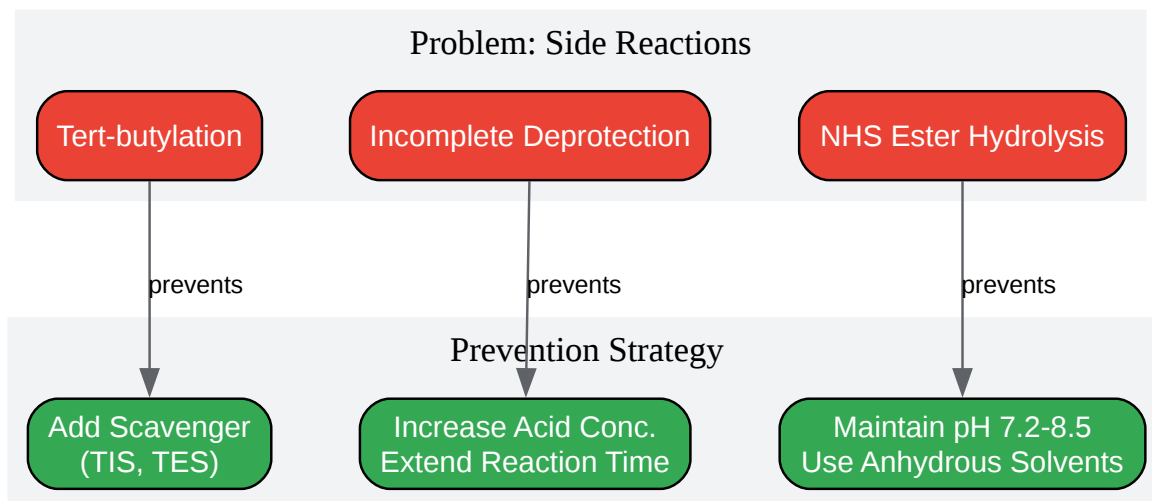 Problem: Side Reactions
Tert-butylation
Incomplete Deprotection
NHS Ester Hydrolysis
prevents
prevents
prevents
Prevention Strategy
Add Scavenger
(TIS, TES)
Increase Acid Conc.
Extend Reaction Time
Maintain pH 7.2-8.5
Use Anhydrous Solvents